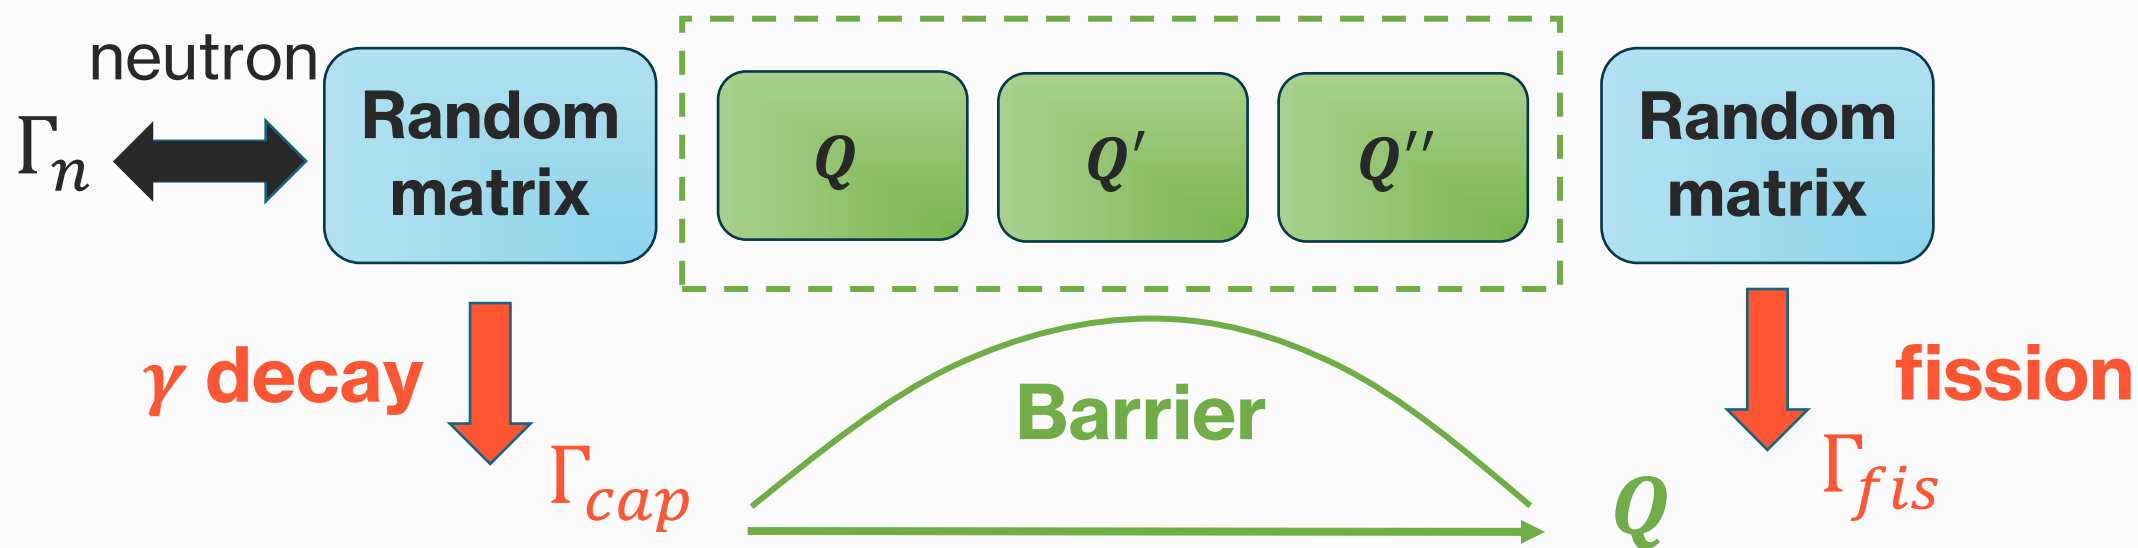 neutron
Γn
Random
matrix
Q
Q′
Q′′
Random
matrix
γ decay
Γcap
Barrier
Q
fission
Γfis